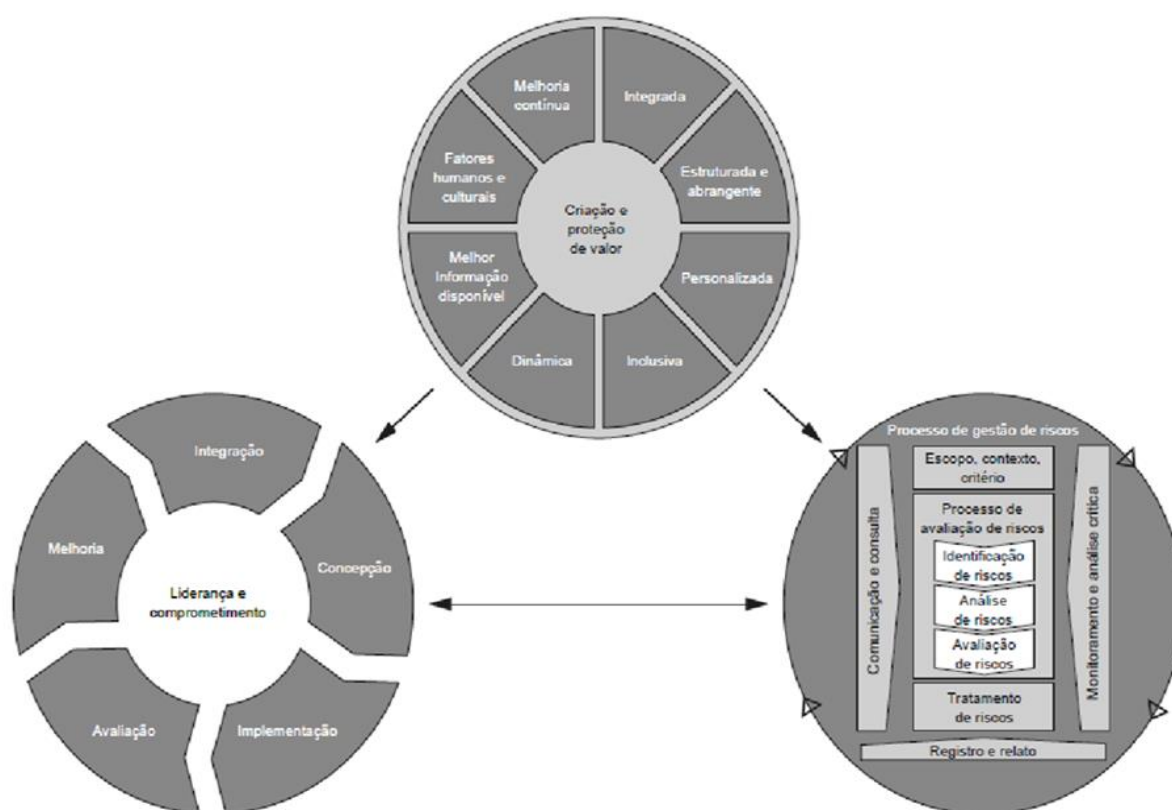 Melhoria
contínua
Integrada
Estruturada e
abrangente
Personalizada
Inclusiva
Dinâmica
Melhor
Informação
disponível
Fatores
humanos e
culturais
Criação e
proteção
de valor
Integração
Concepção
Implementação
Avaliação
Melhoria
Liderança e
comprometimento
Processo de gestão de riscos
Escopo, contexto,
critério
Processo de
avaliação de riscos
Identificação
de riscos
Análise
de riscos
Avaliação
de riscos
Tratamento
de riscos
Comunicação e consulta
Monitoramento e análise crítica
Registro e relato